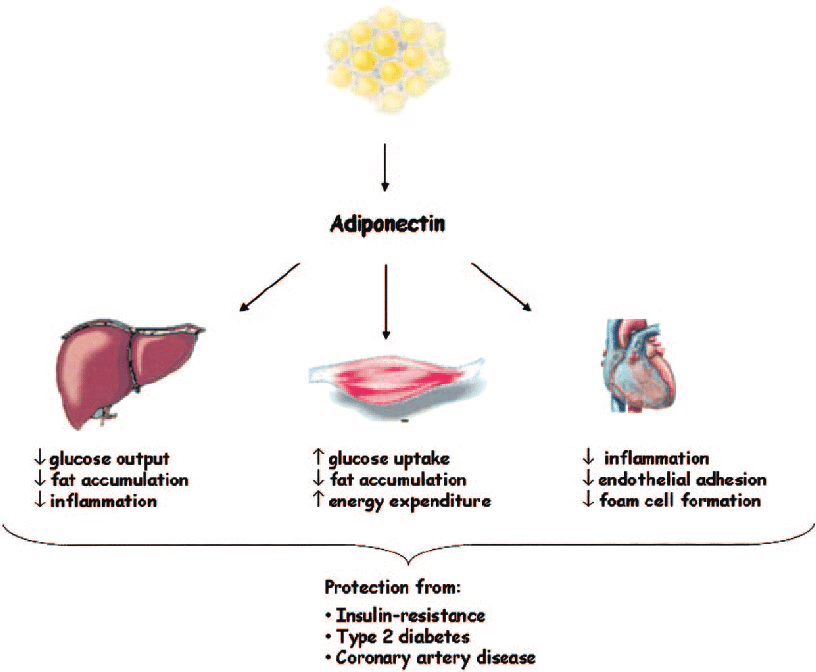 Adiponectin
↓ glucose output
↓ fat accumulation
↓ inflammation
↑ glucose uptake
↓ fat accumulation
↑ energy expenditure
↓ inflammation
↓ endothelial adhesion
↓ foam cell formation
Protection from:
• Insulin-resistance
• Type 2 diabetes
• Coronary artery disease